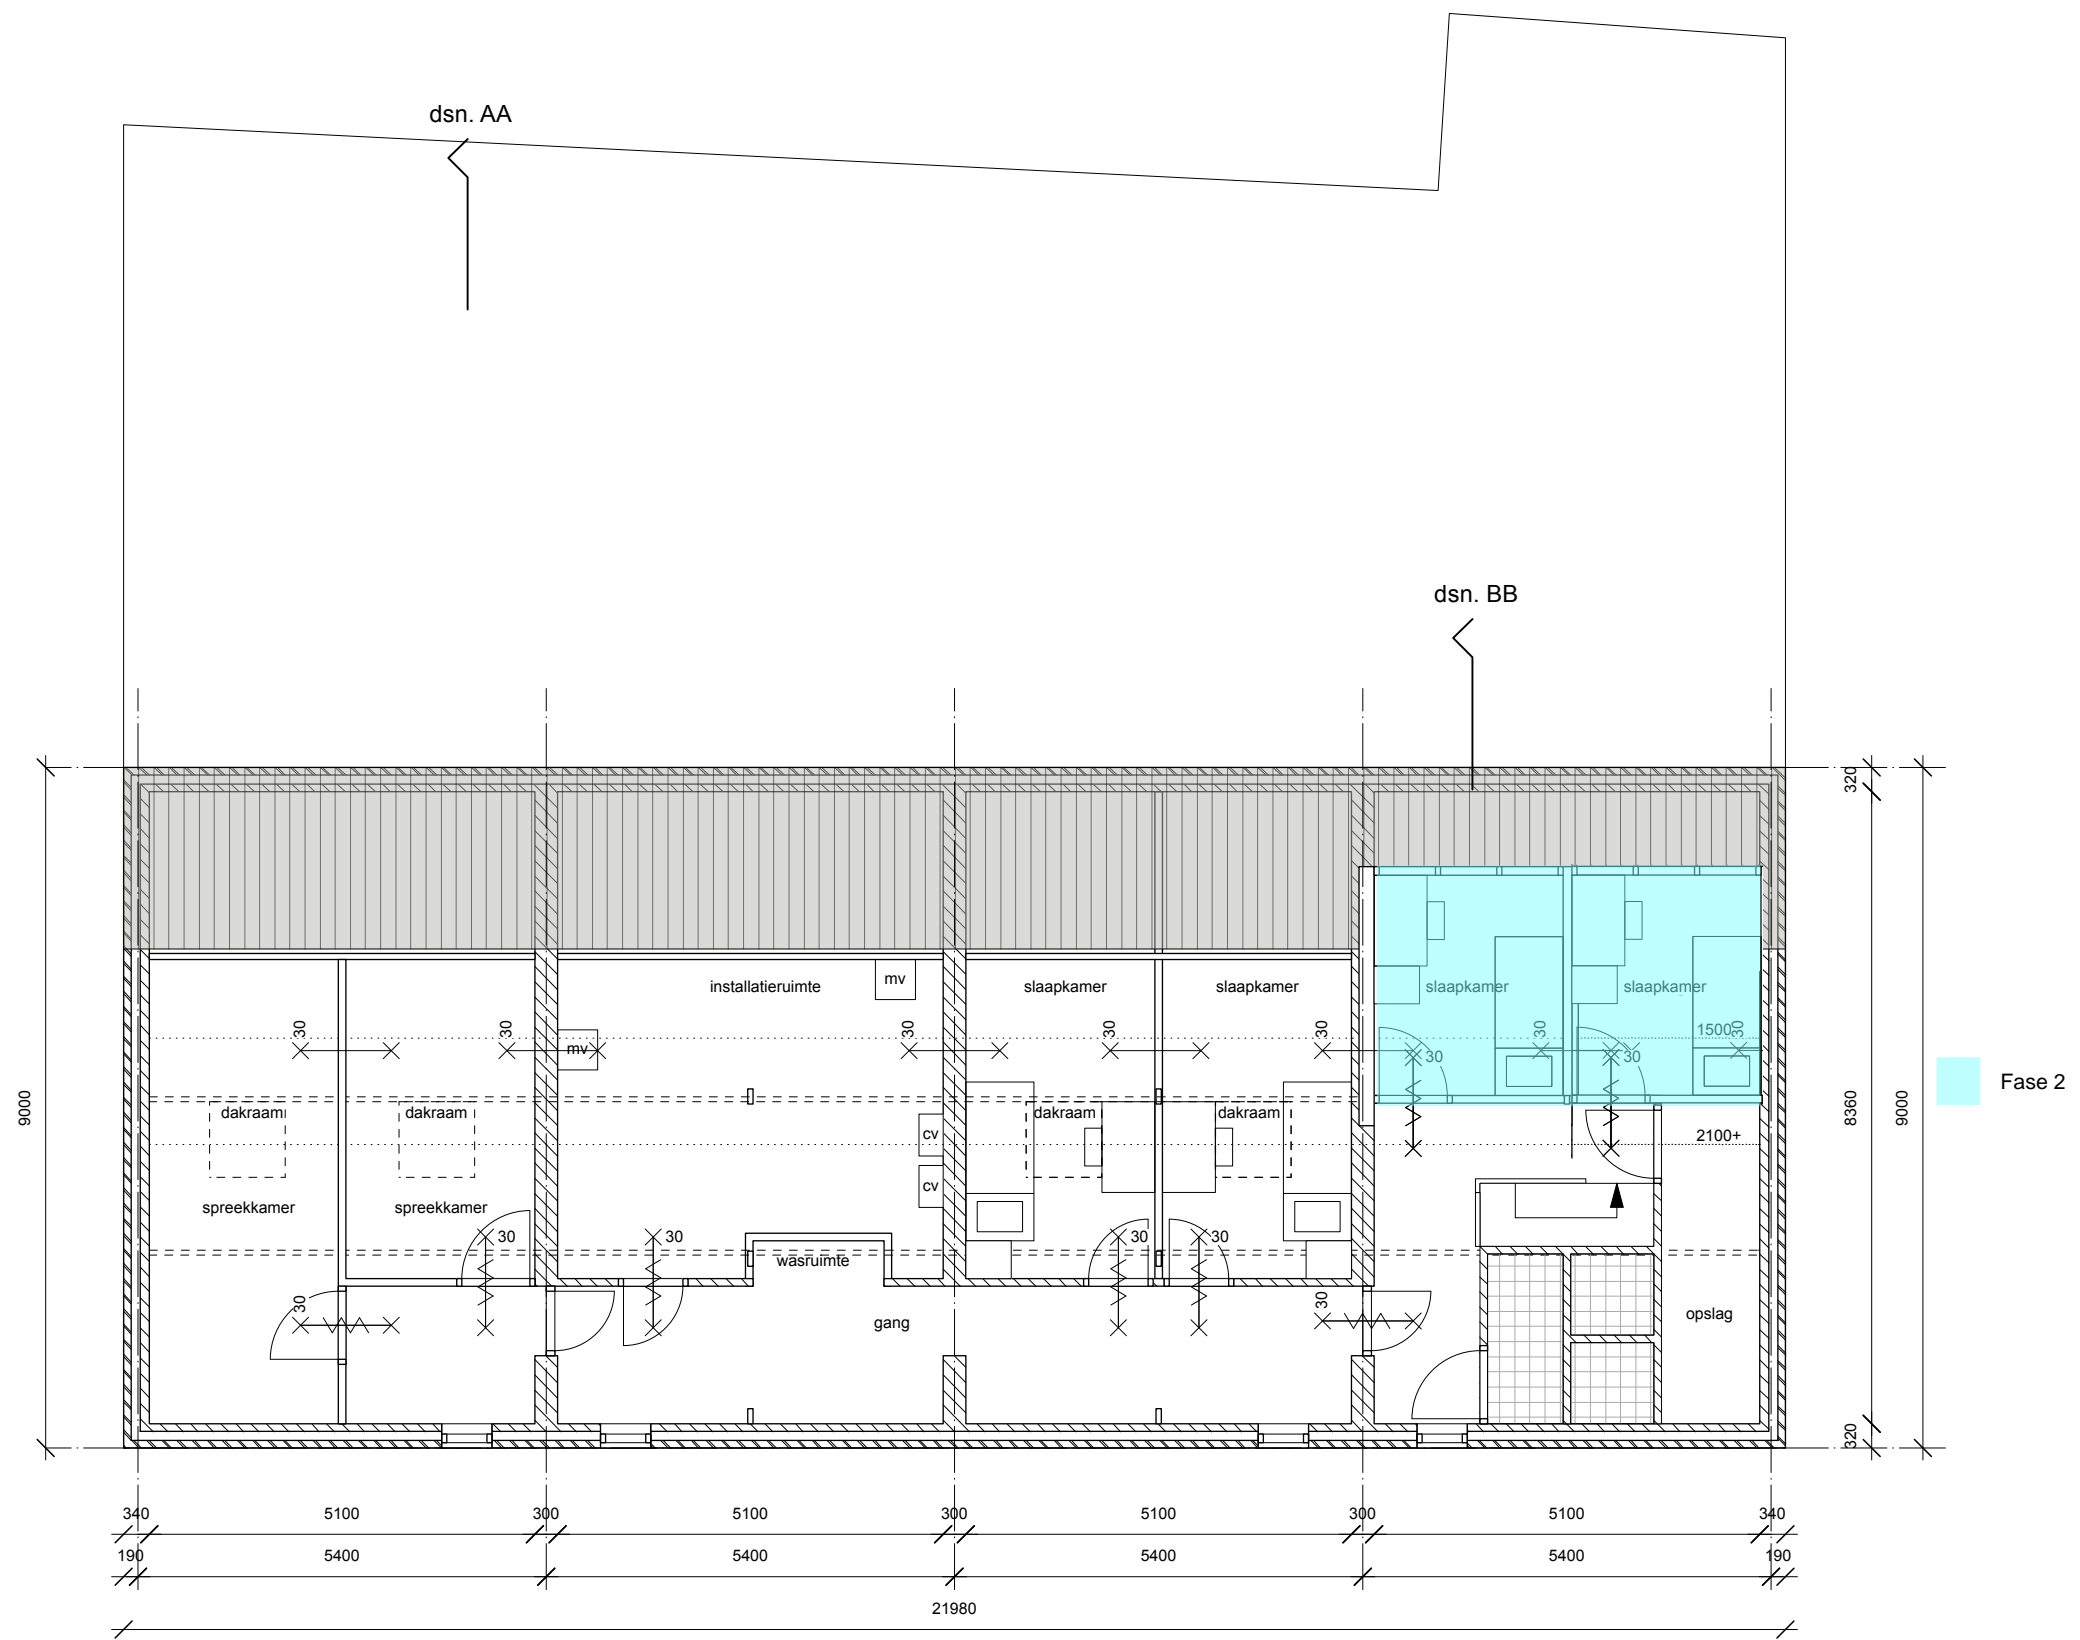 dsn. AA
dsn. BB
320
mv
installatieruimte
slaapkamer
slaapkamer
slaapkamer
slaapkamer
30
30
30
30
30
30
1500
30
mv
30
30
Fase 2
9000
dakraam
dakraam
dakraam
dakraam
8360
9000
cv
2100+
cv
spreekkamer
spreekkamer
30
30
30
30
wasruimte
30
30
gang
opslag
320
340
5100
300
5100
300
5100
300
5100
340
190
5400
5400
5400
5400
190
21980